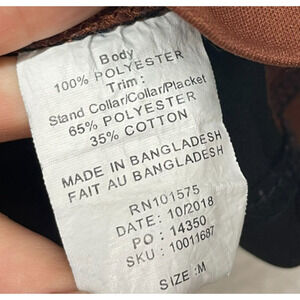 Body
100% POLYESTER
Trim :
Stand Collar/Collar/Placket
65% POLYESTER
35% COTTON
MADE IN BANGLADESH
FAIT AU BANGLADESH
RN101575
DATE: 10/2018
PO : 14350
SKU : 10011687
SIZE :M